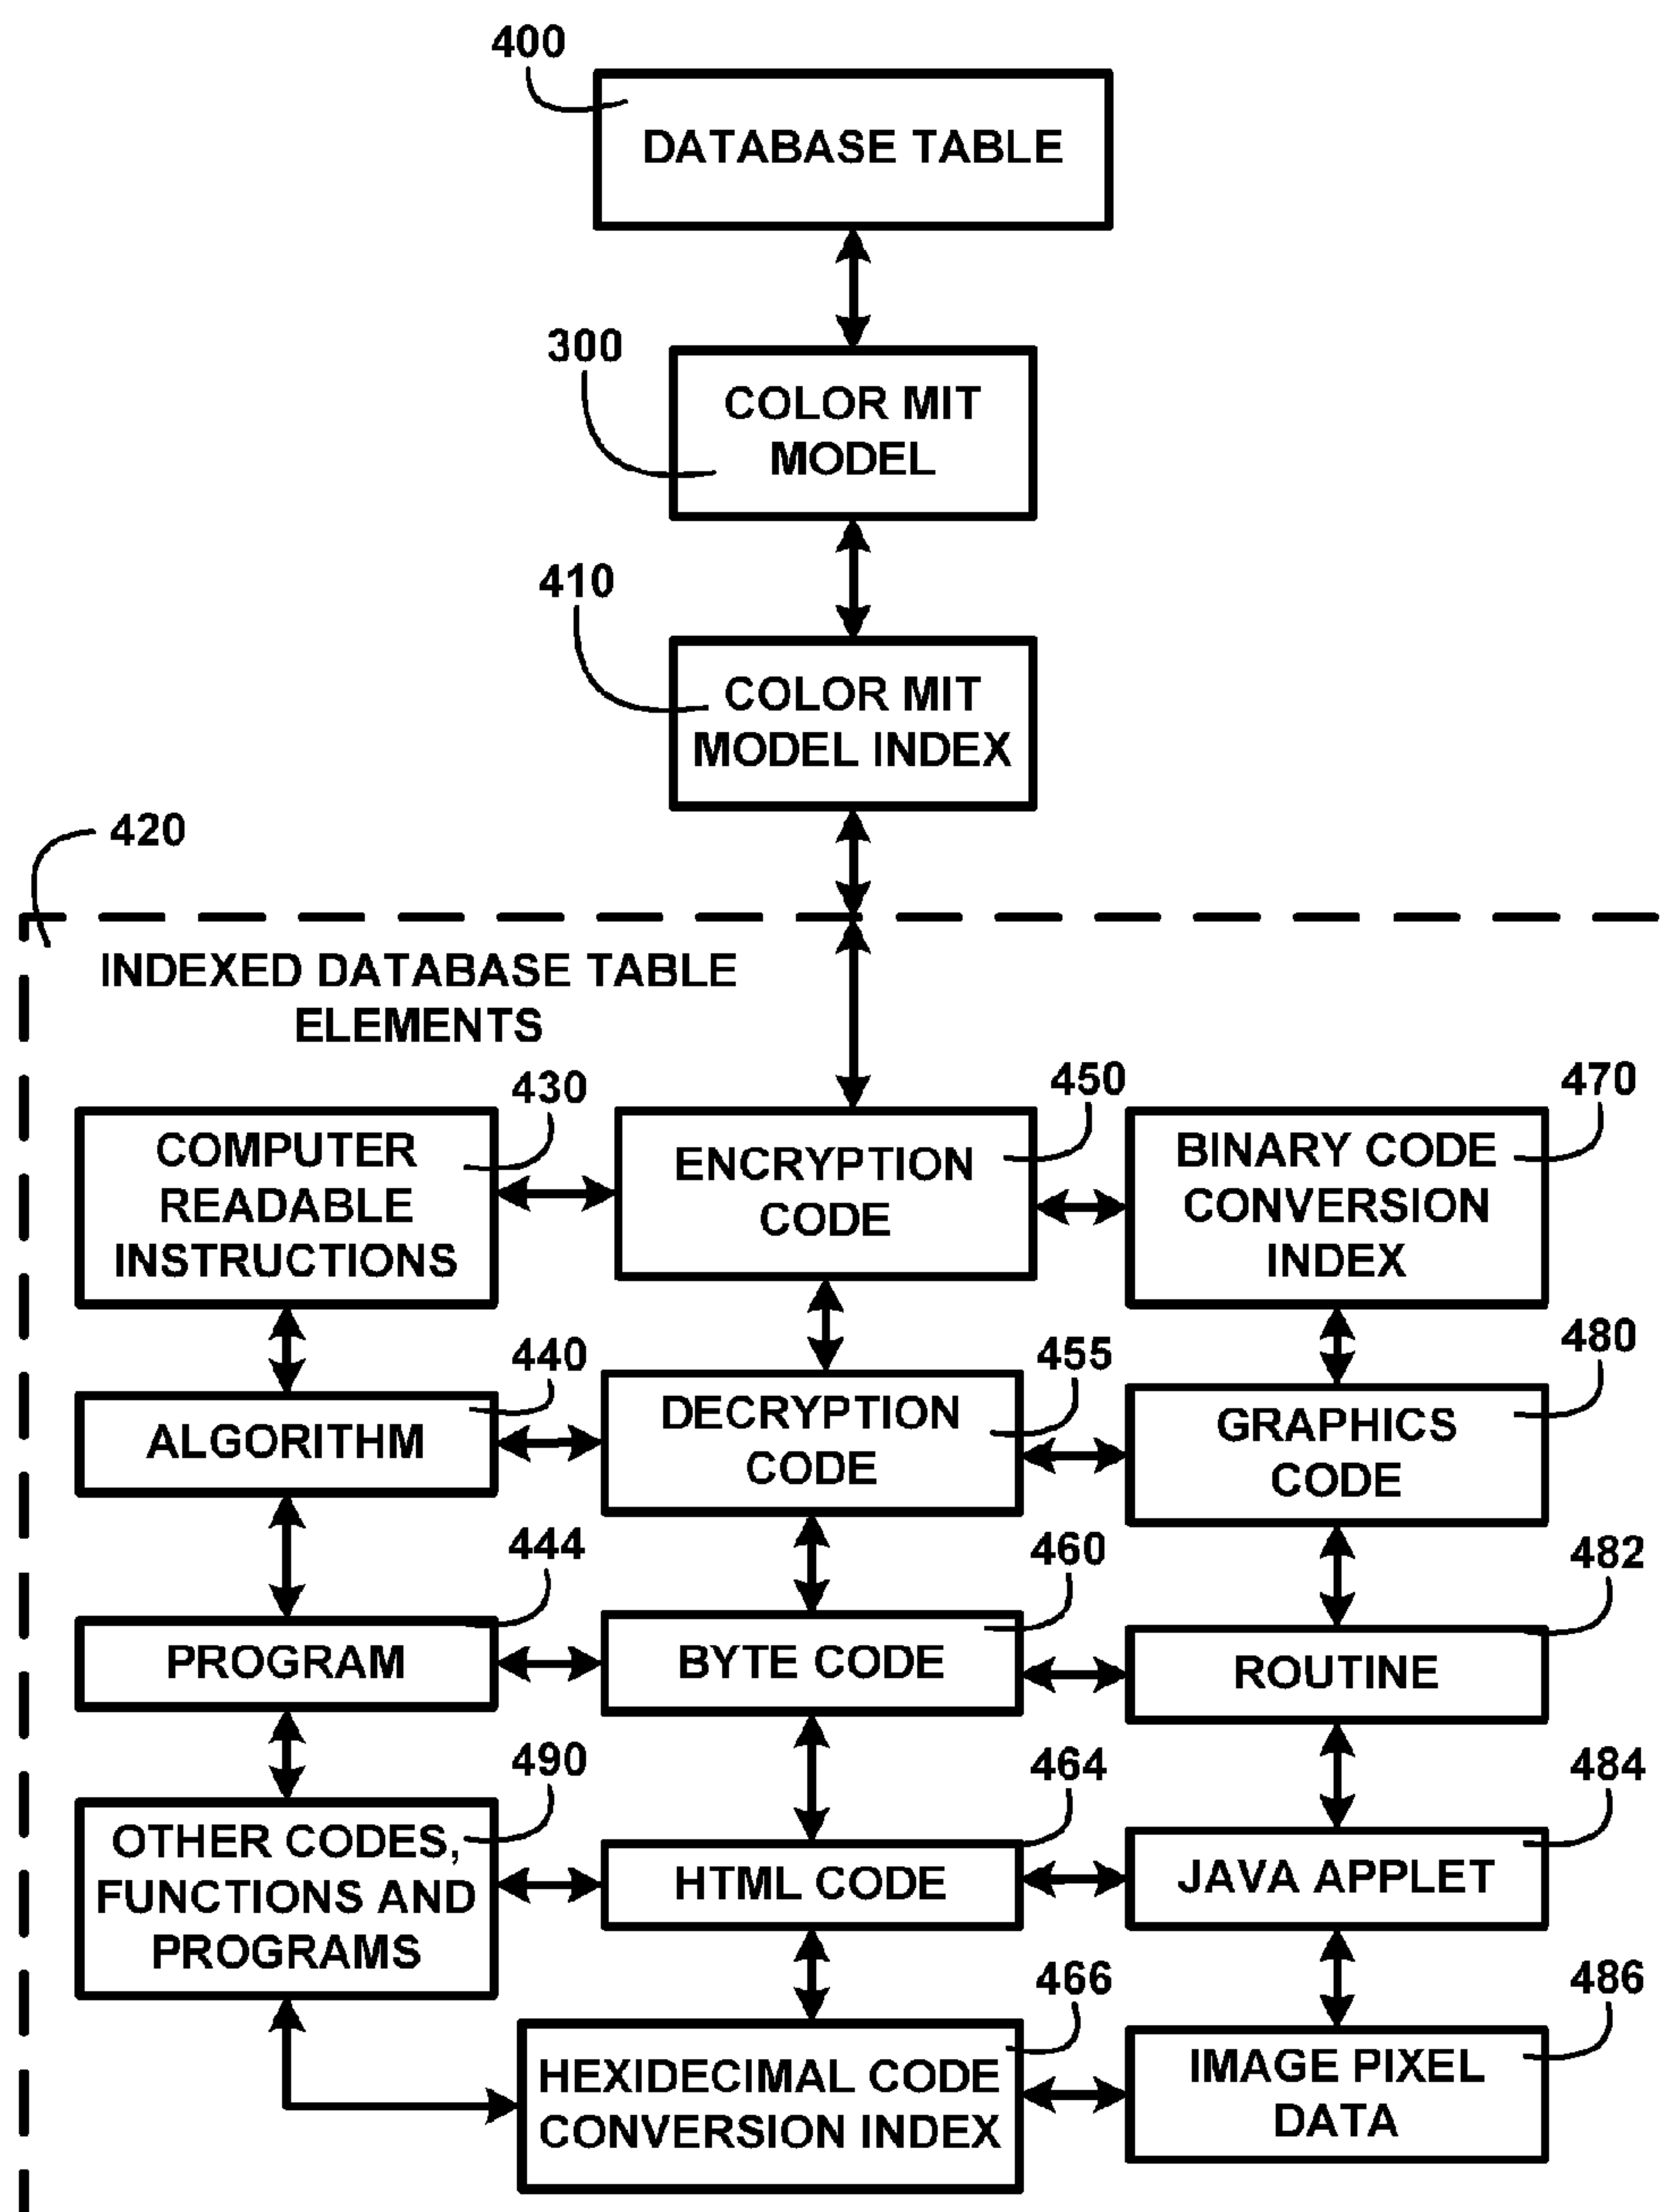 400
DATABASE TABLE
300
COLOR MIT
MODEL
410
COLOR MIT
MODEL INDEX
420
INDEXED DATABASE TABLE
ELEMENTS
430
COMPUTER
READABLE
INSTRUCTIONS
450
ENCRYPTION
CODE
470
BINARY CODE
CONVERSION
INDEX
440
ALGORITHM
455
DECRYPTION
CODE
480
GRAPHICS
CODE
444
PROGRAM
460
BYTE CODE
482
ROUTINE
490
OTHER CODES,
FUNCTIONS AND
PROGRAMS
464
HTML CODE
484
JAVA APPLET
466
HEXIDECIMAL CODE
CONVERSION INDEX
486
IMAGE PIXEL
DATA